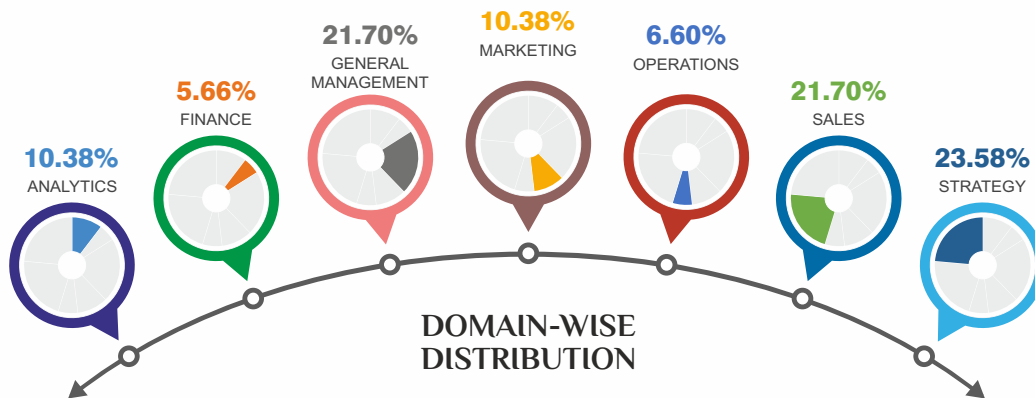 10.38%
ANALYTICS
5.66%
FINANCE
21.70%
GENERAL
MANAGEMENT
10.38%
MARKETING
6.60%
OPERATIONS
21.70%
SALES
23.58%
STRATEGY
DOMAIN-WISE
DISTRIBUTION